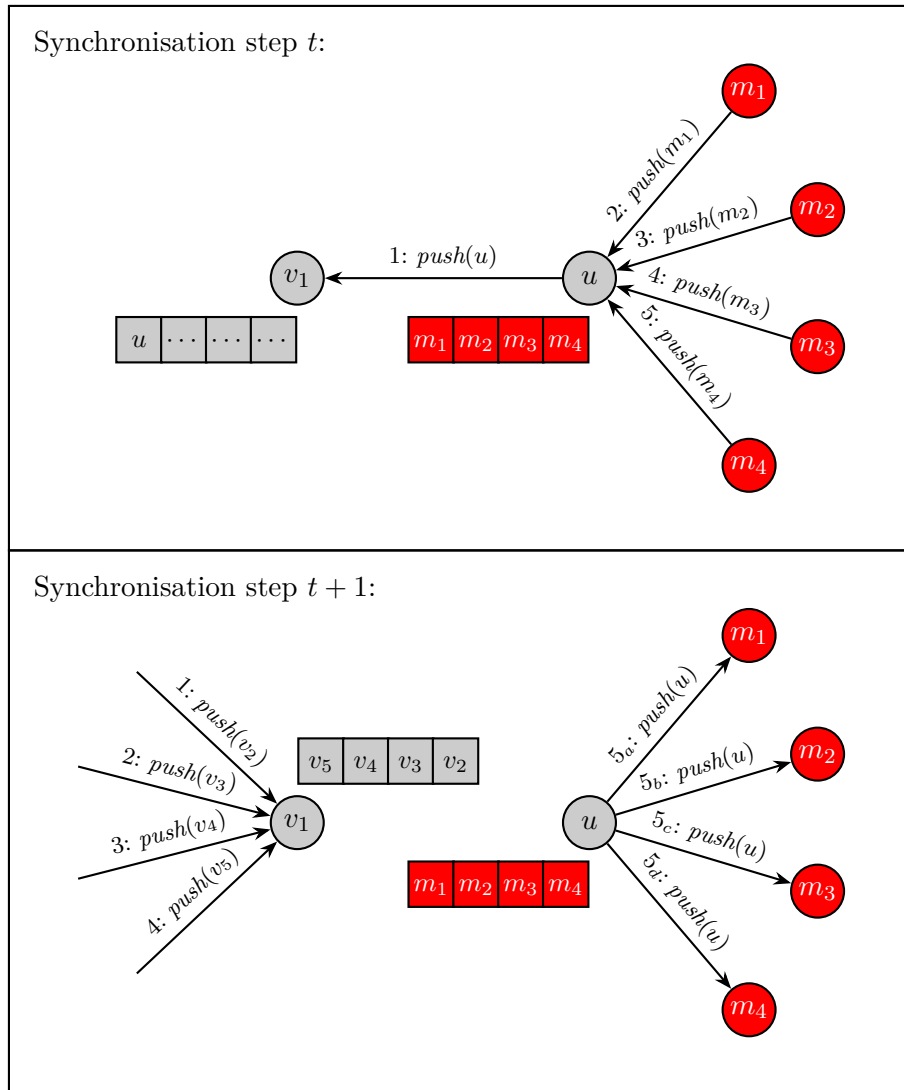 Synchronisation step t:
m₁
2: push(m₁)
m₂
3: push(m₂)
1: push(u)
v₁
u
4: push(m₃)
u ⋯ ⋯ ⋯
m₁ m₂ m₃ m₄
m₃
5: push(m₄)
m₄
Synchronisation step t + 1:
m₁
1: push(v₂)
5ₐ: push(u)
v₅ v₄ v₃ v₂
m₂
2: push(v₃)
5_b: push(u)
v₁
u
3: push(v₄)
5_c: push(u)
m₁ m₂ m₃ m₄
m₃
4: push(v₅)
5_d: push(u)
m₄